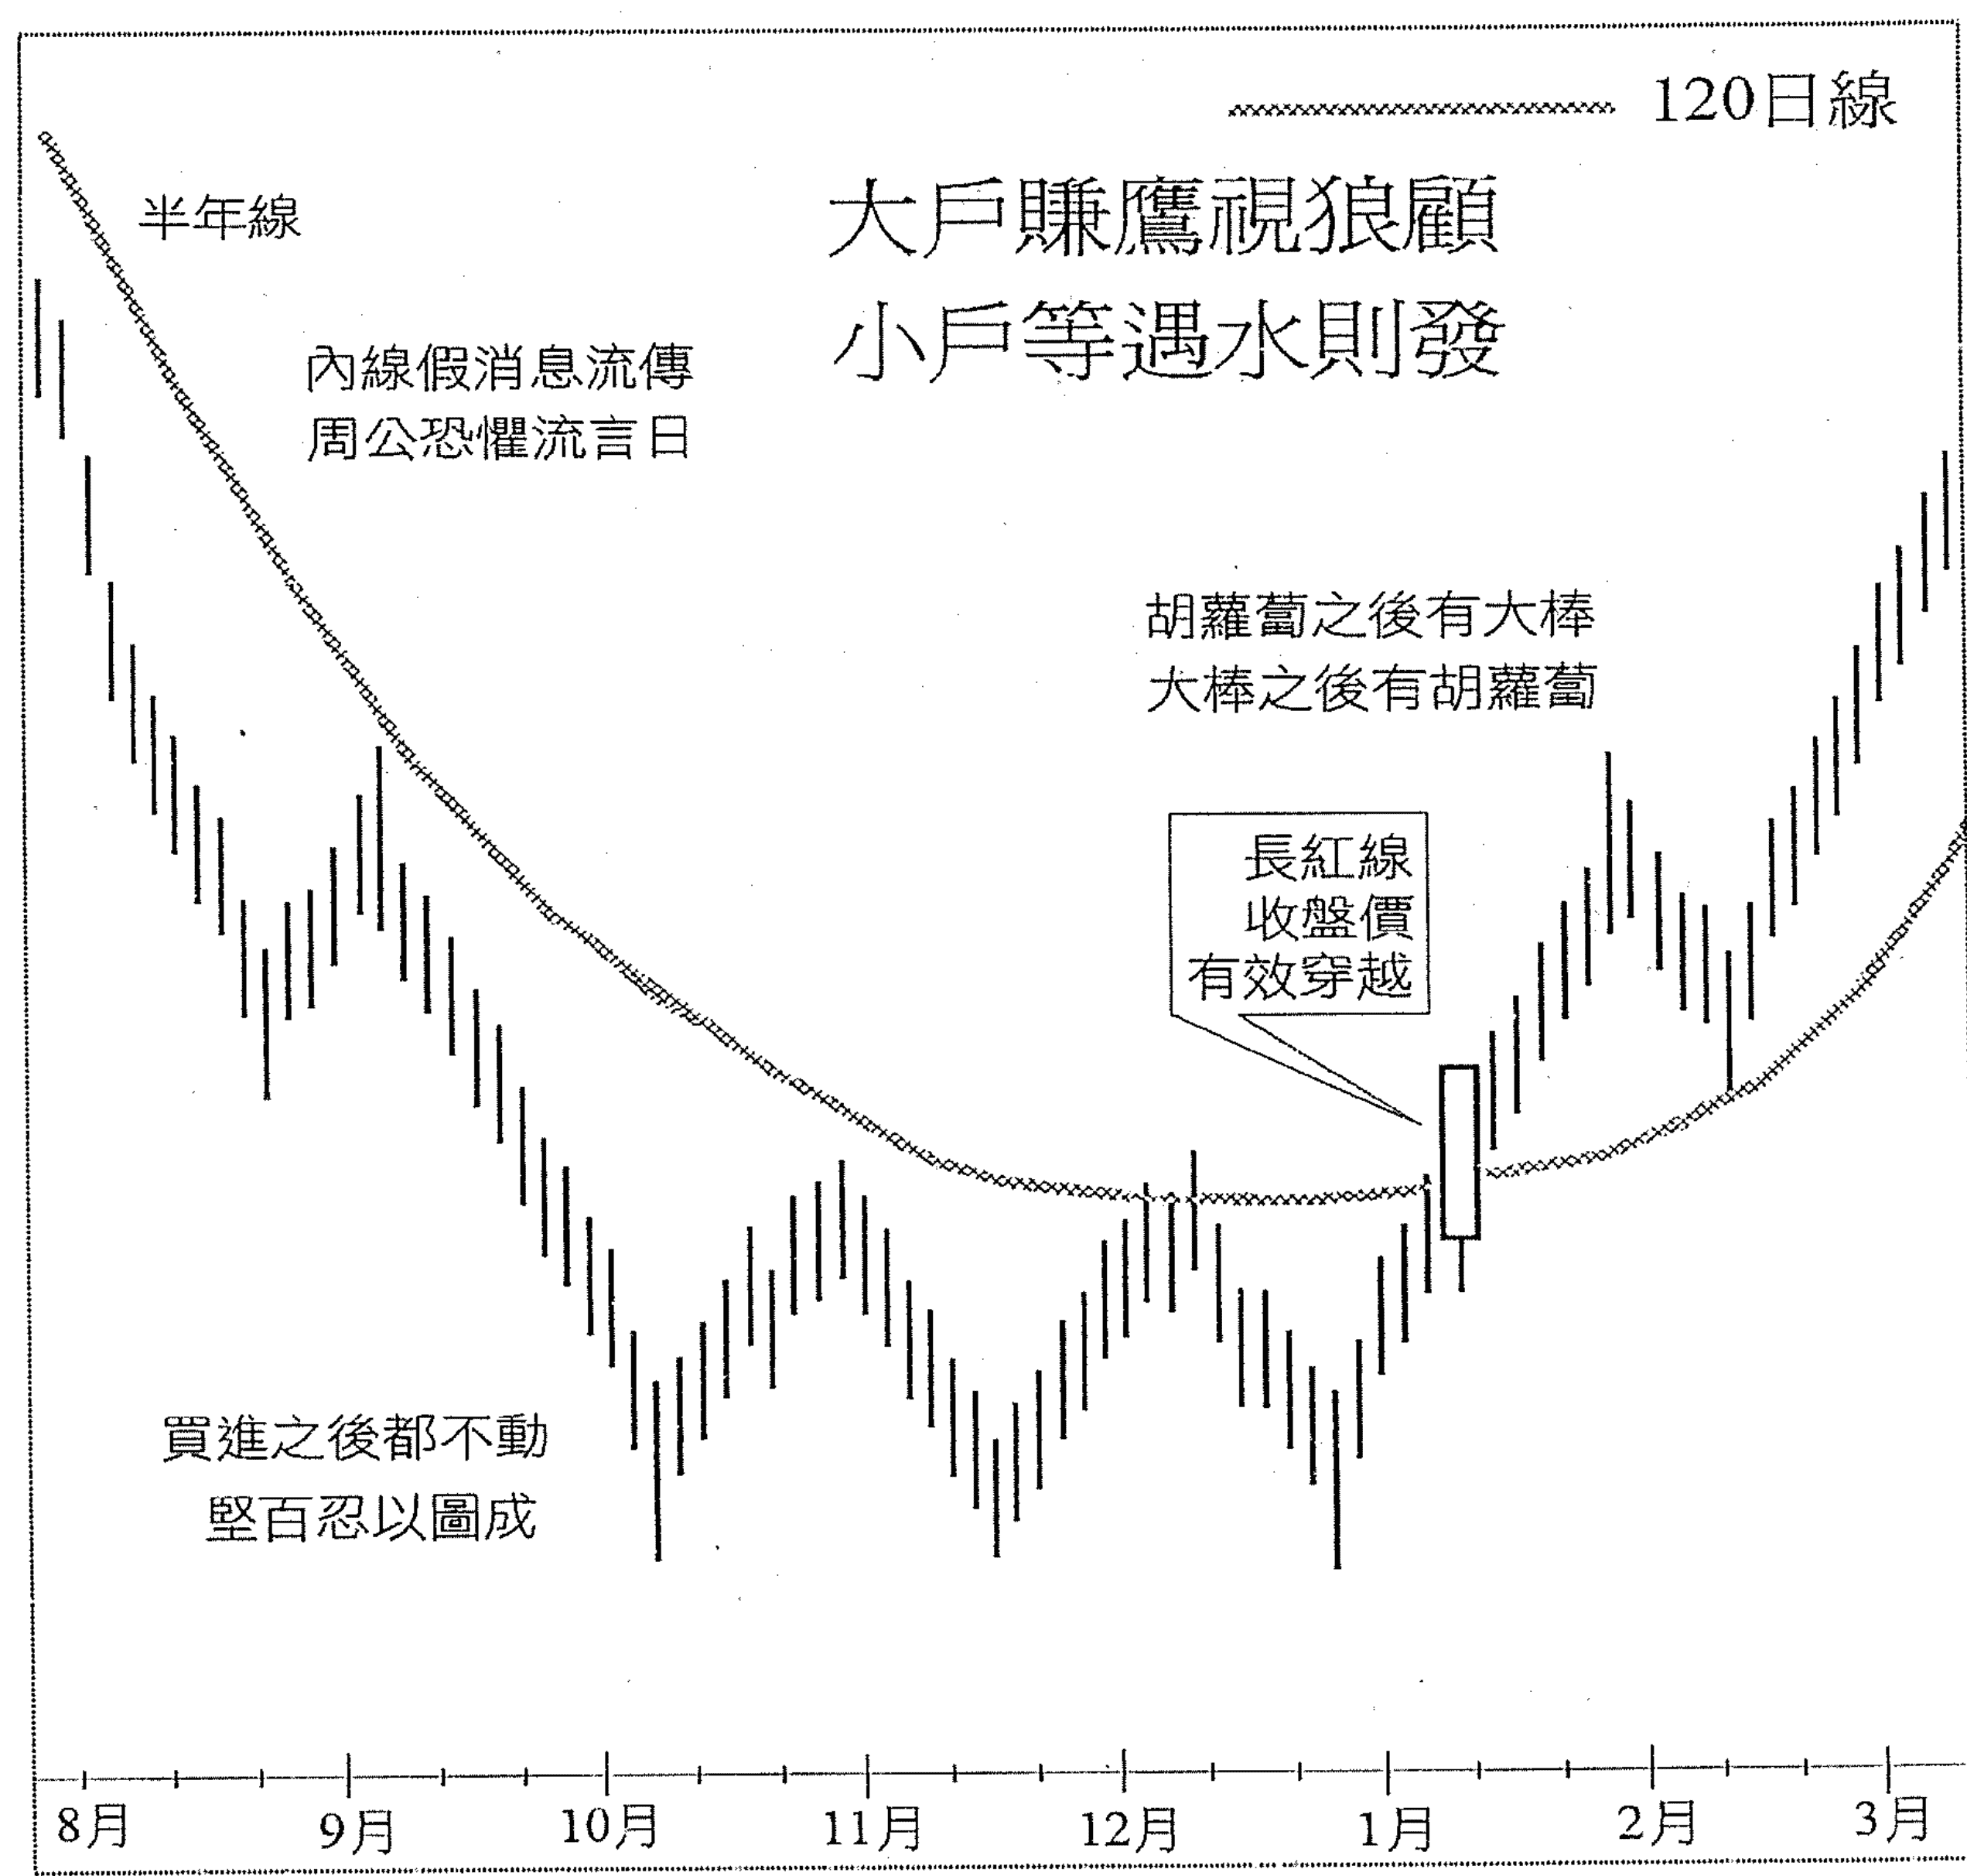 120日線
半年線
大戶賺鷹視狼顧
小戶等遇水則發
內線假消息流傳
周公恐懼流言日
胡蘿蔔之後有大棒
大棒之後有胡蘿蔔
長紅線
收盤價
有效穿越
買進之後都不動
堅百忍以圖成
8月 9月 10月 11月 12月 1月 2月 3月